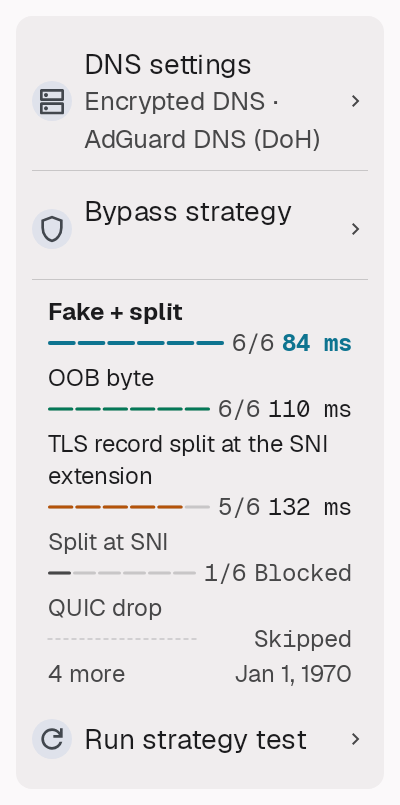 DNS settings
Encrypted DNS ·
AdGuard DNS (DoH)
Bypass strategy
Fake + split
6/6 84 ms
OOB byte
6/6 110 ms
TLS record split at the SNI
extension
5/6 132 ms
Split at SNI
1/6 Blocked
QUIC drop
Skipped
4 more Jan 1, 1970
Run strategy test